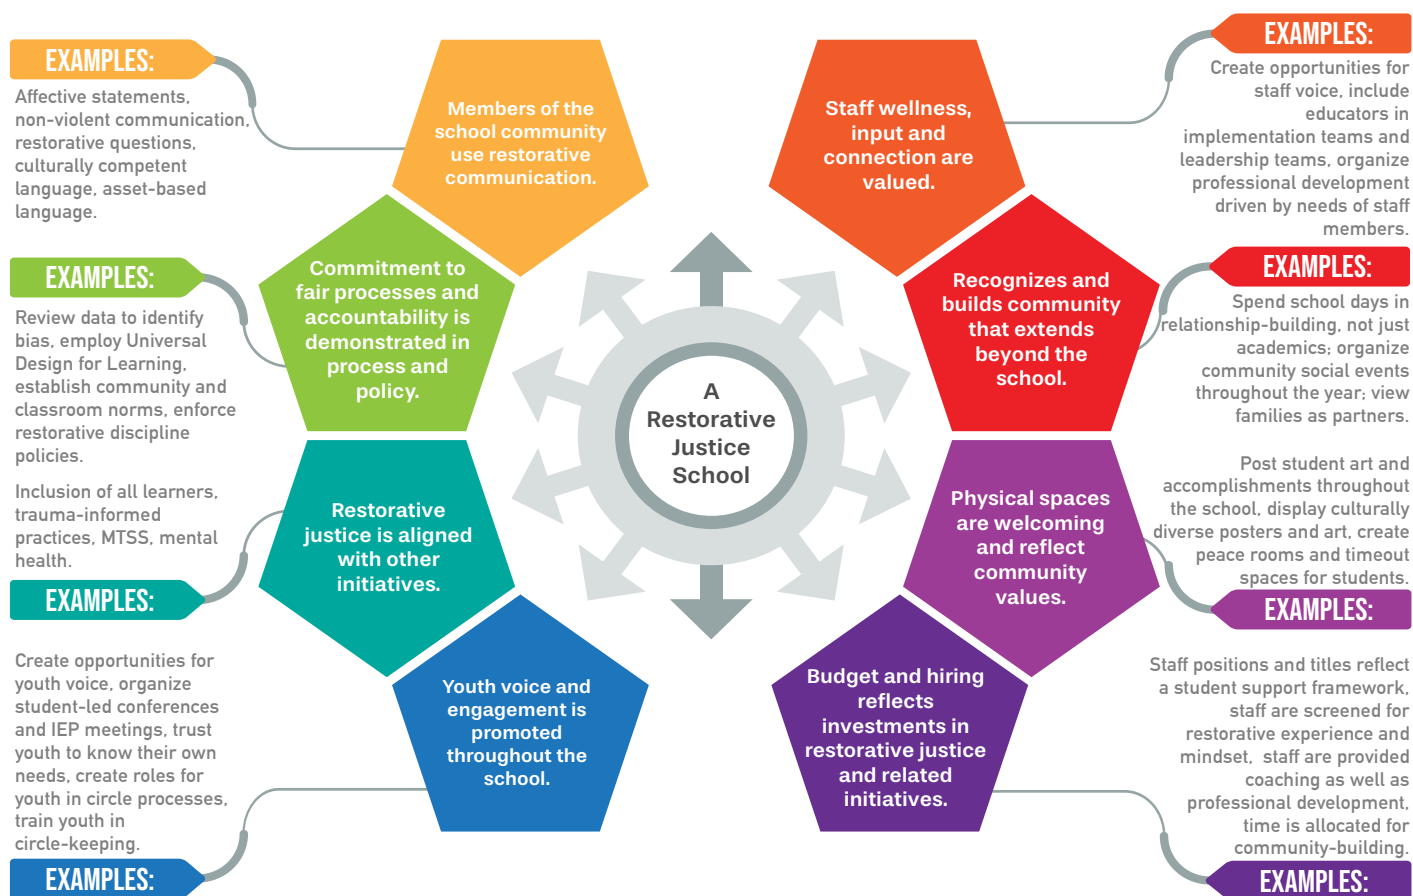 EXAMPLES:
Affective statements,
non-violent communication,
restorative questions,
culturally competent
language, asset-based
language.
Members of the
school community
use restorative
communication.
EXAMPLES:
Review data to identify
bias, employ Universal
Design for Learning,
establish community and
classroom norms, enforce
restorative discipline
policies.
Commitment to
fair processes and
accountability is
demonstrated in
process and
policy.
Inclusion of all learners,
trauma-informed
practices, MTSS, mental
health.
EXAMPLES:
Restorative
justice is aligned
with other
initiatives.
Create opportunities for
youth voice, organize
student-led conferences
and IEP meetings, trust
youth to know their own
needs, create roles for
youth in circle processes,
train youth in
circle-keeping.
EXAMPLES:
Youth voice and
engagement is
promoted
throughout the
school.
A
Restorative
Justice
School
Staff wellness,
input and
connection are
valued.
EXAMPLES:
Create opportunities for
staff voice, include
educators in
implementation teams and
leadership teams, organize
professional development
driven by needs of staff
members.
Recognizes and
builds community
that extends
beyond the
school.
EXAMPLES:
Spend school days in
relationship-building, not just
academics; organize
community social events
throughout the year; view
families as partners.
Physical spaces
are welcoming
and reflect
community
values.
Post student art and
accomplishments throughout
the school, display culturally
diverse posters and art, create
peace rooms and timeout
spaces for students.
EXAMPLES:
Budget and hiring
reflects
investments in
restorative justice
and related
initiatives.
Staff positions and titles reflect
a student support framework,
staff are screened for
restorative experience and
mindset, staff are provided
coaching as well as
professional development,
time is allocated for
community-building.
EXAMPLES: